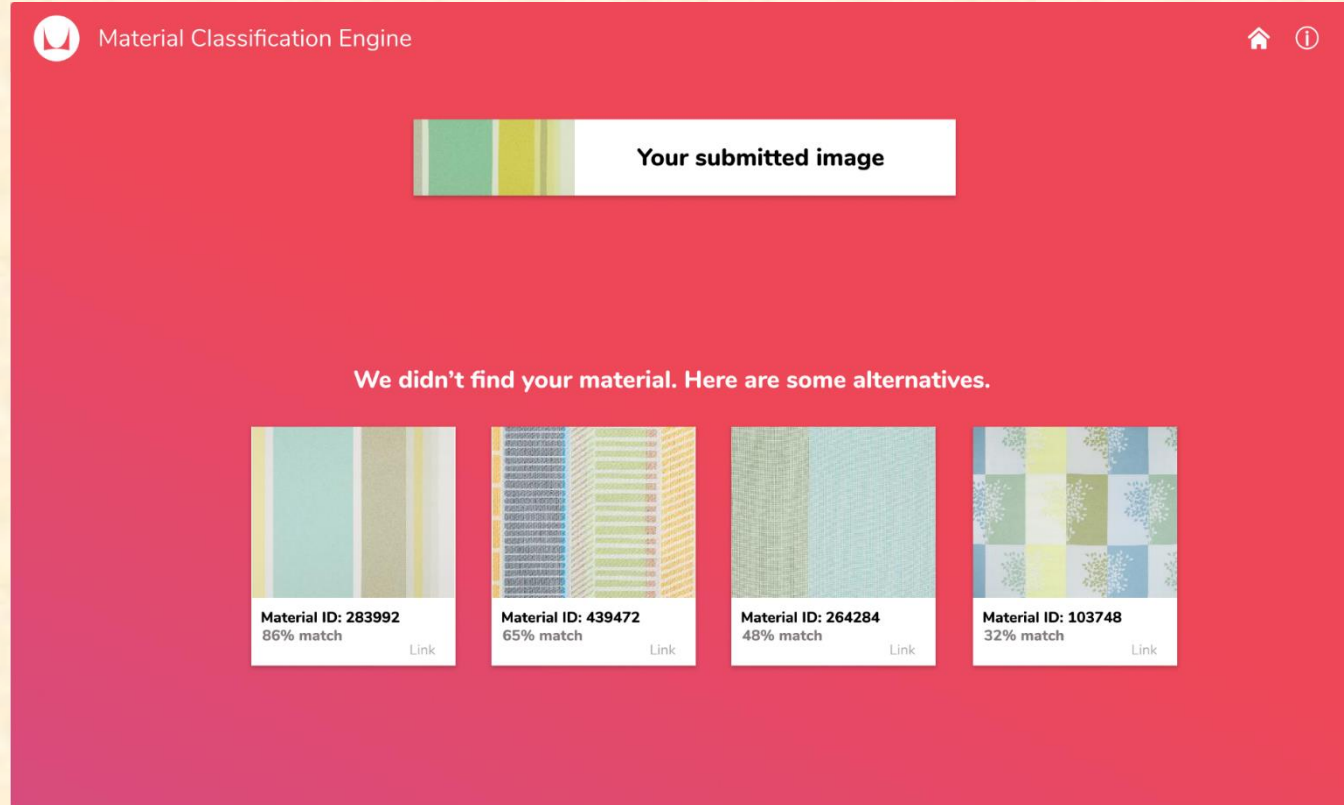 Material Classification Engine
Your submitted image
We didn’t find your material. Here are some alternatives.
Material ID: 283992
86% match
Link
Material ID: 439472
65% match
Link
Material ID: 264284
48% match
Link
Material ID: 103748
32% match
Link